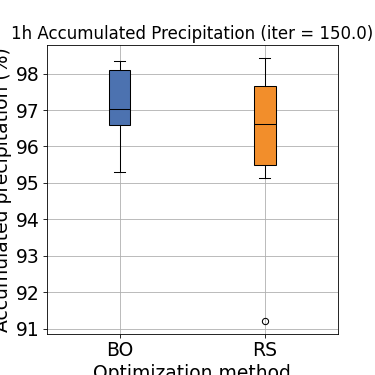 1h Accumulated Precipitation (iter = 150.0)
Accumulated precipitation (%)
98
97
96
95
94
93
92
91
BO RS
Optimization method